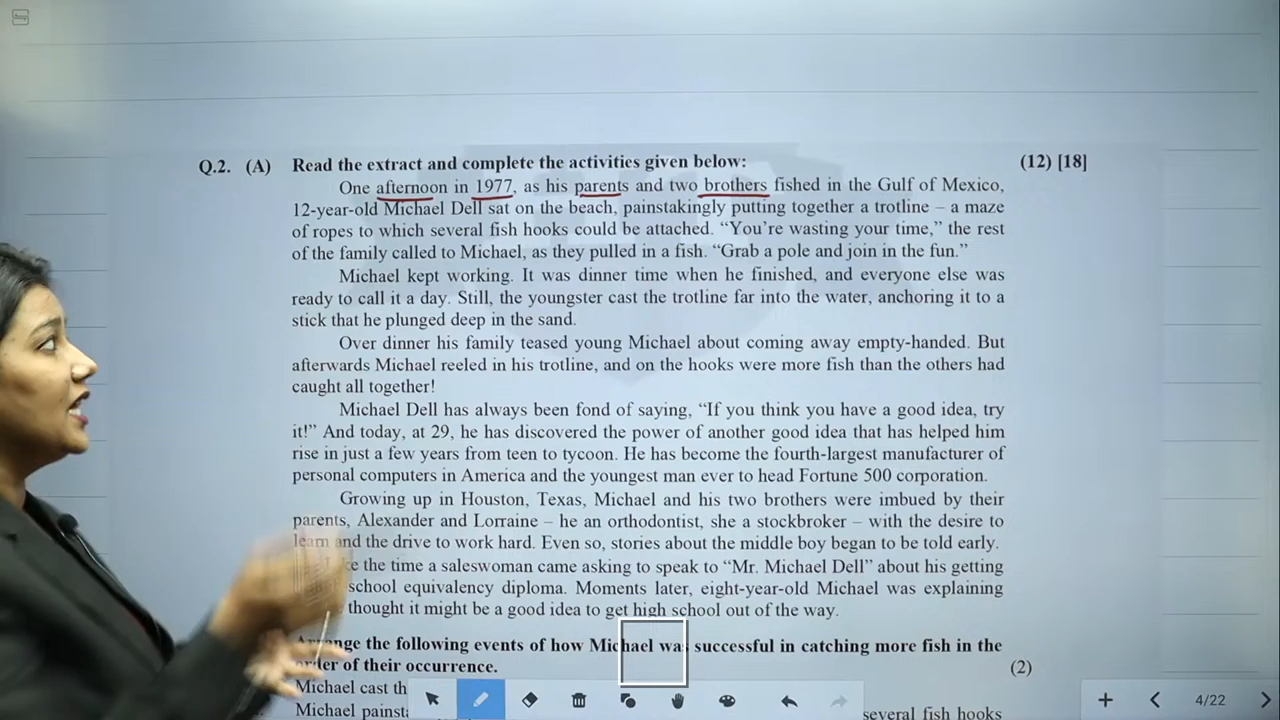 Q.2. (A) Read the extract and complete the activities given below: (12) [18]
One afternoon in 1977, as his parents and two brothers fished in the Gulf of Mexico,
12-year-old Michael Dell sat on the beach, painstakingly putting together a trotline – a maze
of ropes to which several fish hooks could be attached. “You’re wasting your time,” the rest
of the family called to Michael, as they pulled in a fish. “Grab a pole and join in the fun.”
Michael kept working. It was dinner time when he finished, and everyone else was
ready to call it a day. Still, the youngster cast the trotline far into the water, anchoring it to a
stick that he plunged deep in the sand.
Over dinner his family teased young Michael about coming away empty-handed. But
afterwards Michael reeled in his trotline, and on the hooks were more fish than the others had
caught all together!
Michael Dell has always been fond of saying, “If you think you have a good idea, try
it!” And today, at 29, he has discovered the power of another good idea that has helped him
rise in just a few years from teen to tycoon. He has become the fourth-largest manufacturer of
personal computers in America and the youngest man ever to head Fortune 500 corporation.
Growing up in Houston, Texas, Michael and his two brothers were imbued by their
parents, Alexander and Lorraine – he an orthodontist, she a stockbroker – with the desire to
learn and the drive to work hard. Even so, stories about the middle boy began to be told early.
the time a saleswoman came asking to speak to “Mr. Michael Dell” about his getting
school equivalency diploma. Moments later, eight-year-old Michael was explaining
thought it might be a good idea to get high school out of the way.
Arrange the following events of how Michael was successful in catching more fish in the
order of their occurrence. (2)
Michael cast th
Michael painst several fish hooks
4/22